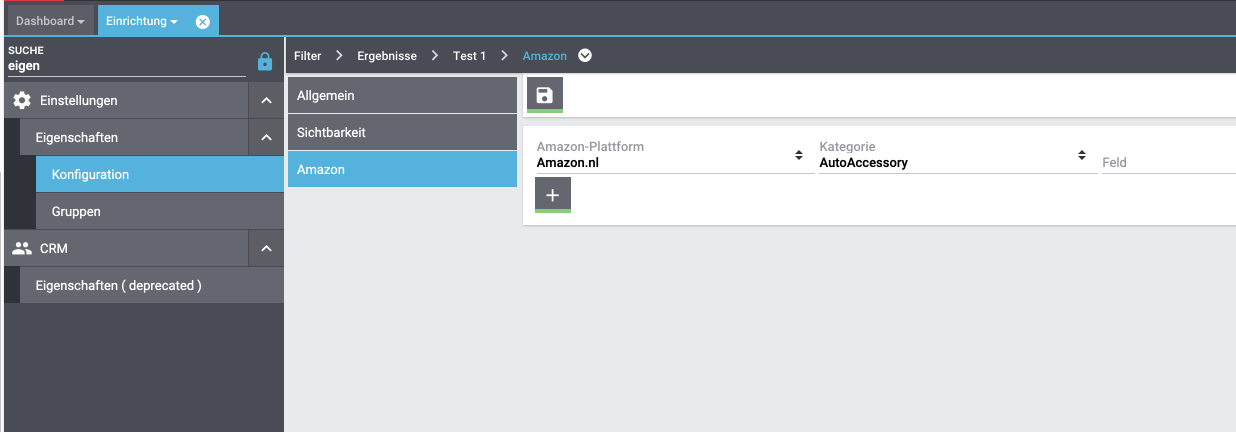 Dashboard
Einrichtung
SUCHE
eigen
Filter
Ergebnisse
Test 1
Amazon
Einstellungen
Eigenschaften
Konfiguration
Gruppen
CRM
Eigenschaften ( deprecated )
Allgemein
Sichtbarkeit
Amazon
Amazon-Plattform
Amazon.nl
Kategorie
AutoAccessory
Feld